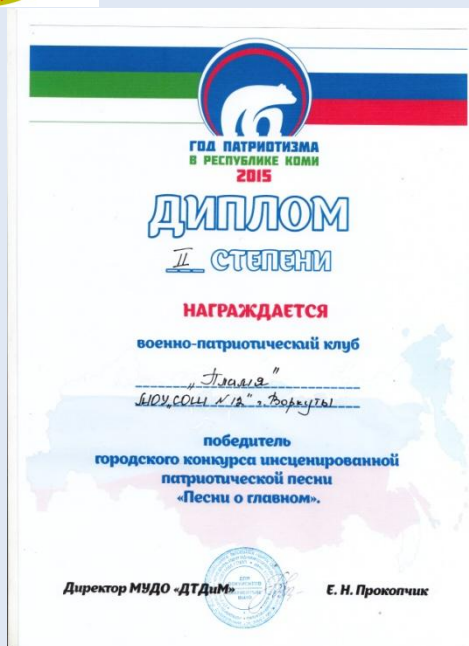 ГОД ПАТРИОТИЗМА
В РЕСПУБЛИКЕ КОМИ
2015
ДИПЛОМ
II СТЕПЕНИ
НАГРАЖДАЕТСЯ
военно-патриотический клуб
„Пламя"
"СОШ №12" г. Воркуты
победитель
городского конкурса инсценированной
патриотической песни
«Песни о главном».
Директор МУДО «ДТДиМ» Е. Н. Прокопчик